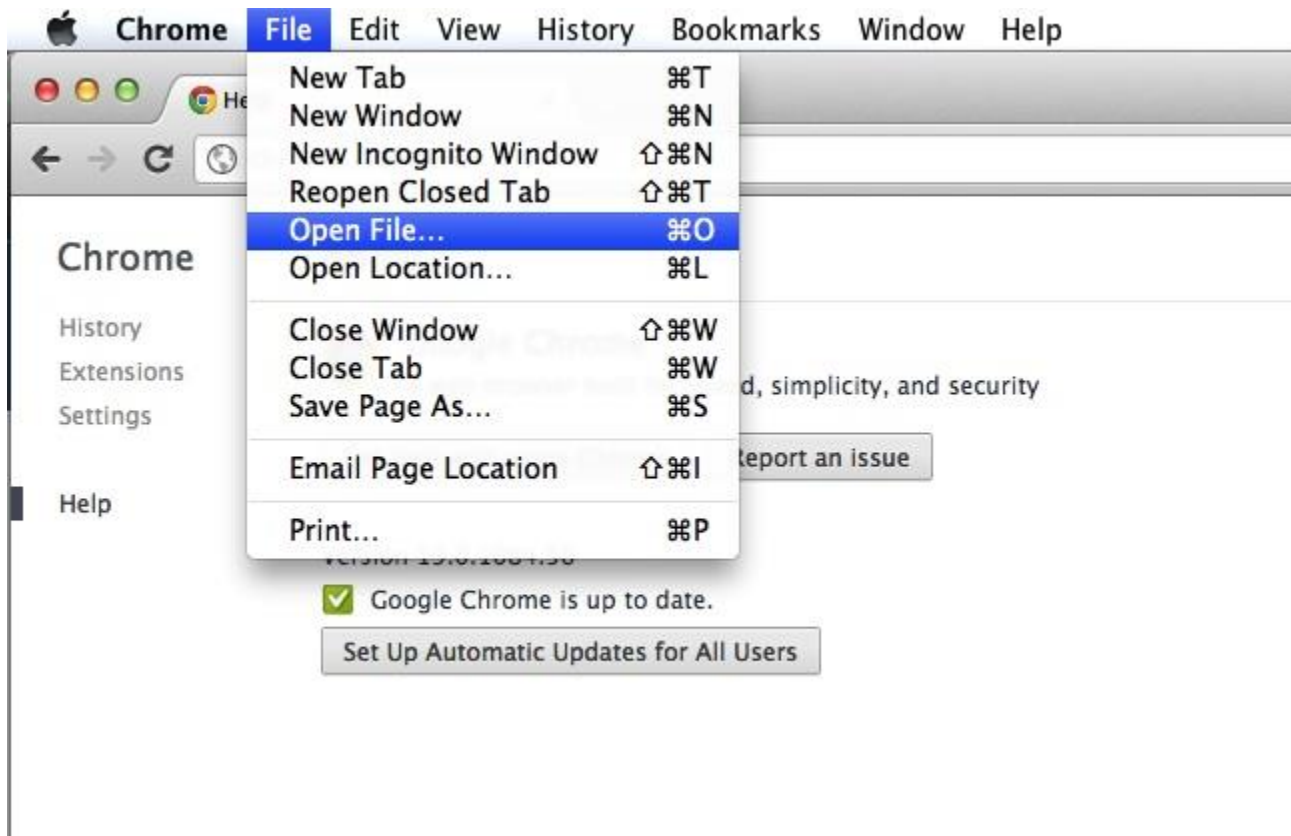 Chrome File Edit View History Bookmarks Window Help
He
New Tab ⌘T
New Window ⌘N
New Incognito Window ⇧⌘N
Reopen Closed Tab ⇧⌘T
Open File... ⌘O
Open Location... ⌘L
Close Window ⇧⌘W
Close Tab ⌘W
Save Page As... ⌘S
Email Page Location ⇧⌘I
Print... ⌘P
Chrome
History
Extensions
Settings
Help
d, simplicity, and security
Report an issue
Google Chrome is up to date.
Set Up Automatic Updates for All Users